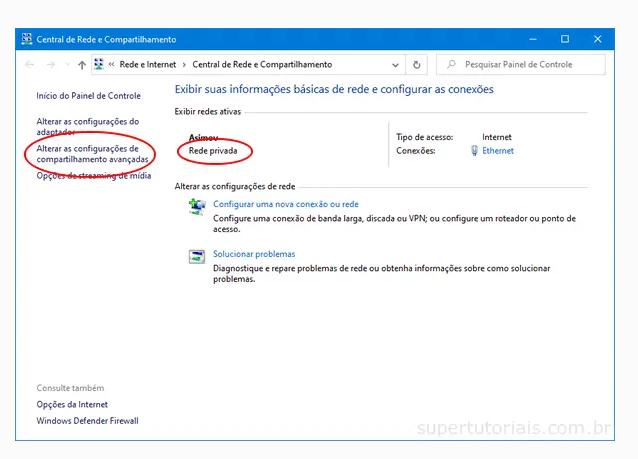 Central de Rede e Compartilhamento
« Rede e Internet > Central de Rede e Compartilhamento
Pesquisar Painel de Controle
Início do Painel de Controle
Alterar as configurações do
adaptador
Alterar as configurações de
compartilhamento avançadas
Opções de streaming de mídia
Exibir suas informações básicas de rede e configurar as conexões
Exibir redes ativas
Asimov
Rede privada
Tipo de acesso: Internet
Conexões: Ethernet
Alterar as configurações de rede
Configurar uma nova conexão ou rede
Configure uma conexão de banda larga, discada ou VPN; ou configure um roteador ou ponto de
acesso.
Solucionar problemas
Diagnostique e repare problemas de rede ou obtenha informações sobre como solucionar
problemas.
Consulte também
Opções da Internet
Windows Defender Firewall
supertutoriais.com.br